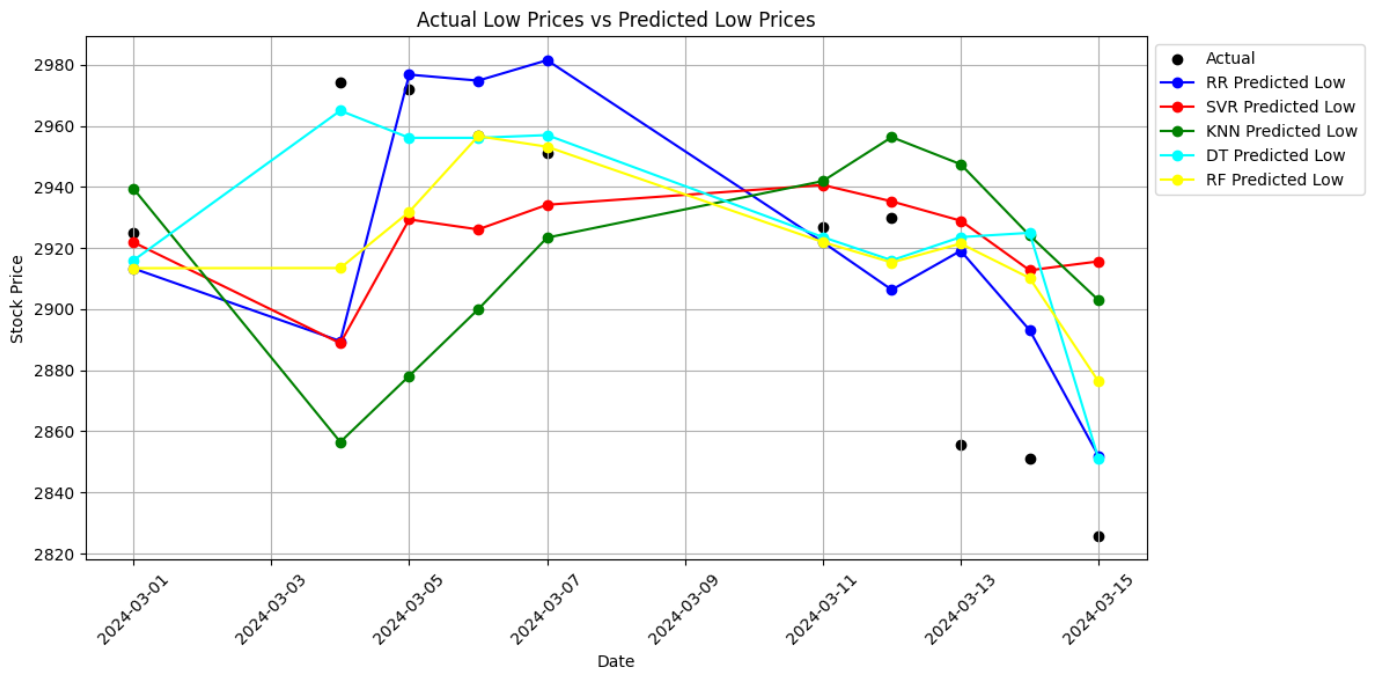 Actual Low Prices vs Predicted Low Prices
Actual
RR Predicted Low
SVR Predicted Low
KNN Predicted Low
DT Predicted Low
RF Predicted Low
Stock Price
2980
2960
2940
2920
2900
2880
2860
2840
2820
2024-03-01
2024-03-03
2024-03-05
2024-03-07
2024-03-09
2024-03-11
2024-03-13
2024-03-15
Date